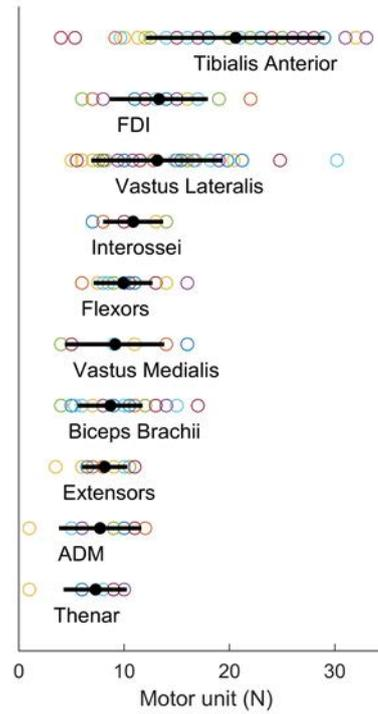 Tibialis Anterior
FDI
Vastus Lateralis
Interossei
Flexors
Vastus Medialis
Biceps Brachii
Extensors
ADM
Thenar
0 10 20 30
Motor unit (N)